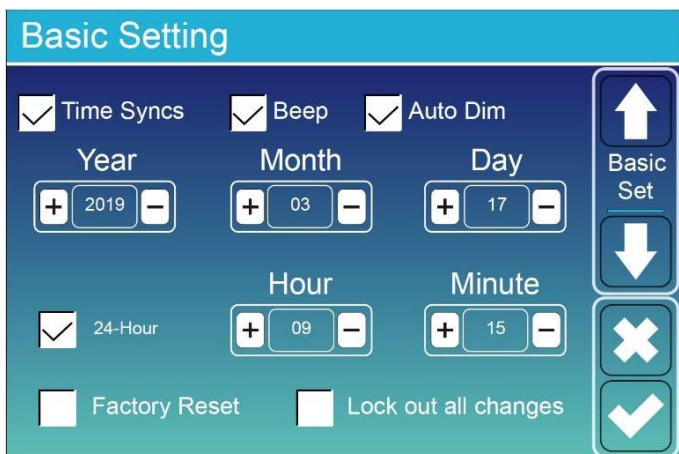 Basic Setting
Time Syncs Beep Auto Dim
Year Month Day
+ 2019 − + 03 − + 17 −
Basic
Set
Hour Minute
24-Hour + 09 − + 15 −
Factory Reset Lock out all changes